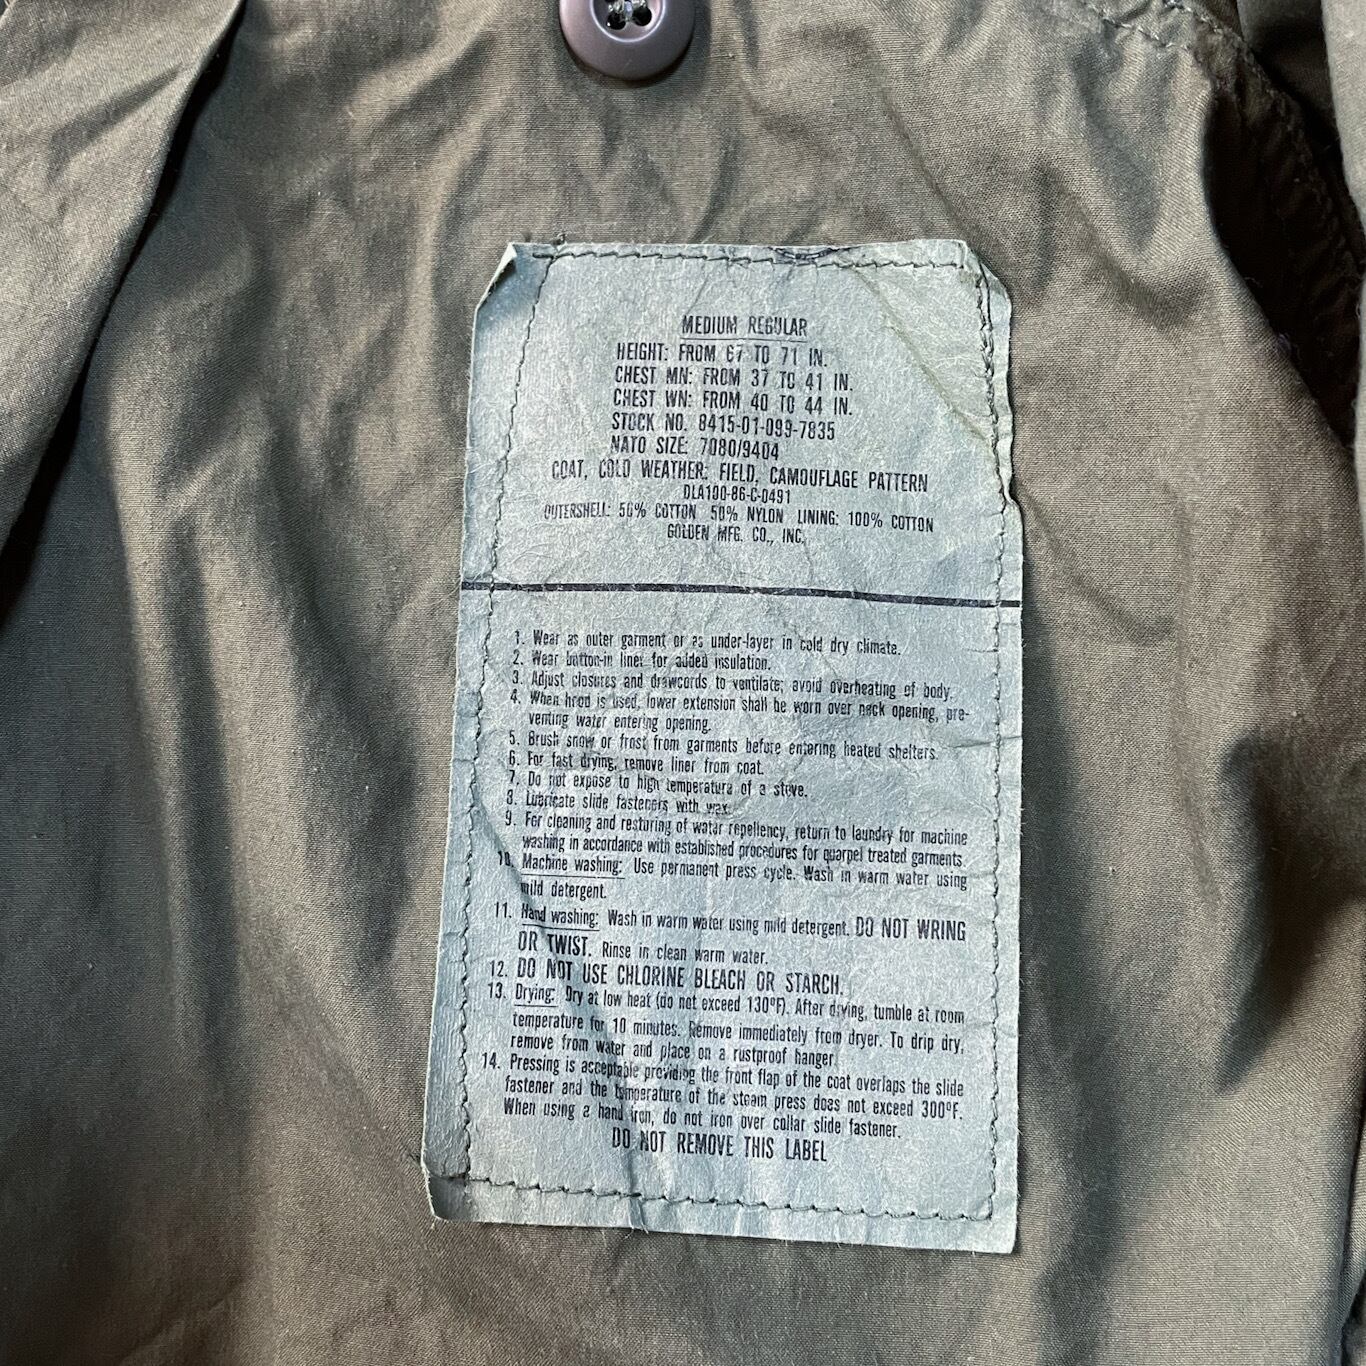 MEDIUM REGULAR
HEIGHT: FROM 67 TO 71 IN.
CHEST MN: FROM 37 TO 41 IN.
CHEST WN: FROM 40 TO 44 IN.
STOCK NO. 8415-01-099-7835
NATO SIZE: 7080/9404
COAT, COLD WEATHER: FIELD, CAMOUFLAGE PATTERN
DLA100-86-C-0491
OUTERSHELL: 50% COTTON 50% NYLON LINING: 100% COTTON
GOLDEN MFG. CO., INC.
1. Wear as outer garment or as under-layer in cold dry climate.
2. Wear button-in liner for added insulation.
3. Adjust closures and drawcords to ventilate; avoid overheating of body.
4. When hood is used, lower extension shall be worn over neck opening, pre-
venting water entering opening.
5. Brush snow or frost from garments before entering heated shelters.
6. For fast drying, remove liner from coat.
7. Do not expose to high temperature of a stove.
8. Lubricate slide fasteners with wax.
9. For cleaning and restoring of water repellency, return to laundry for machine
washing in accordance with established procedures for quarpel treated garments.
10. Machine washing: Use permanent press cycle. Wash in warm water using
mild detergent.
11. Hand washing: Wash in warm water using mild detergent. DO NOT WRING
OR TWIST. Rinse in clean warm water.
12. DO NOT USE CHLORINE BLEACH OR STARCH.
13. Drying: Dry at low heat (do not exceed 130°F). After drying, tumble at room
temperature for 10 minutes. Remove immediately from dryer. To drip dry,
remove from water and place on a rustproof hanger.
14. Pressing is acceptable providing the front flap of the coat overlaps the slide
fastener and the temperature of the steam press does not exceed 300°F.
When using a hand iron, do not iron over collar slide fastener.
DO NOT REMOVE THIS LABEL